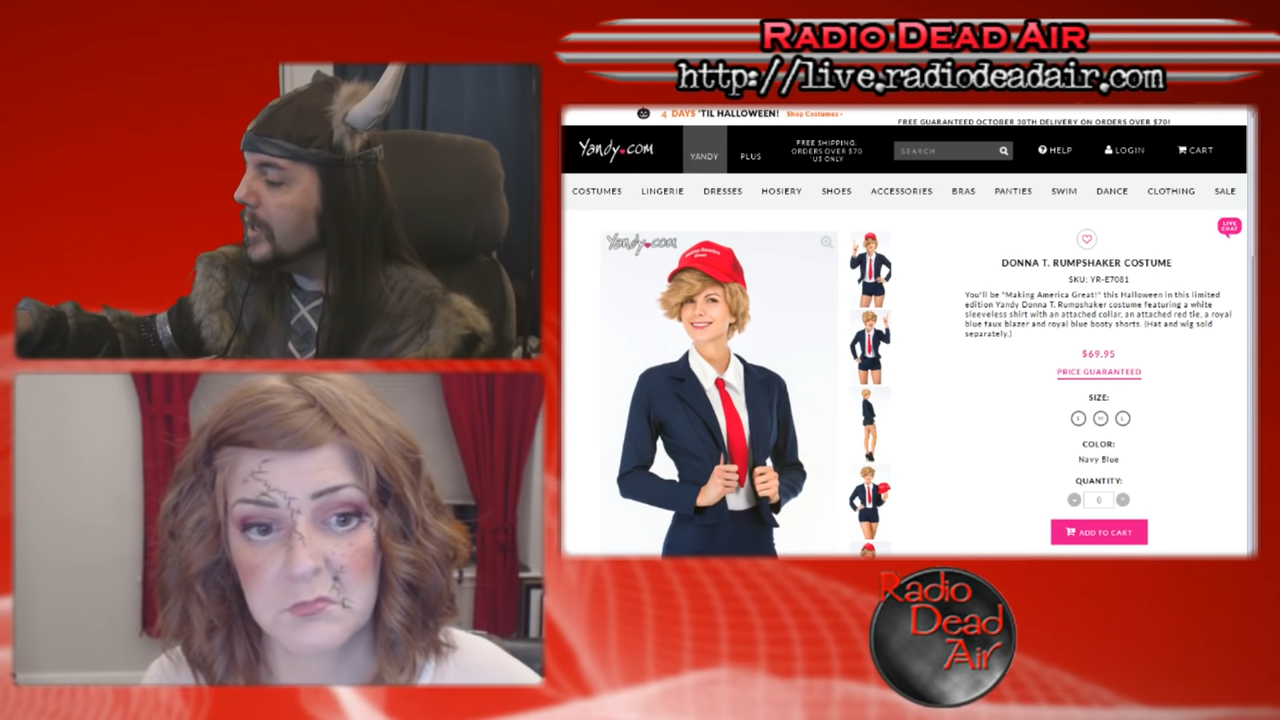 RADIO DEAD AIR
http://live.radiodeadair.com
4 DAYS 'TIL HALLOWEEN! Shop Costumes ›
FREE GUARANTEED OCTOBER 30TH DELIVERY ON ORDERS OVER $70!
Yandy.com
YANDY
PLUS
FREE SHIPPING:
ORDERS OVER $70
US ONLY
SEARCH
HELP
LOGIN
CART
COSTUMES LINGERIE DRESSES HOSIERY SHOES ACCESSORIES BRAS PANTIES SWIM DANCE CLOTHING SALE
LIVE
CHAT
Yandy.com
Making America
Great!
DONNA T. RUMPSHAKER COSTUME
SKU: YR-E7081
You'll be "Making America Great!" this Halloween in this limited
edition Yandy Donna T. Rumpshaker costume featuring a white
sleeveless shirt with an attached collar, an attached red tie, a royal
blue faux blazer and royal blue booty shorts. (Hat and wig sold
separately.)
$69.95
PRICE GUARANTEED
SIZE:
S M L
COLOR:
Navy Blue
QUANTITY:
- 0 +
ADD TO CART
Radio
Dead
Air